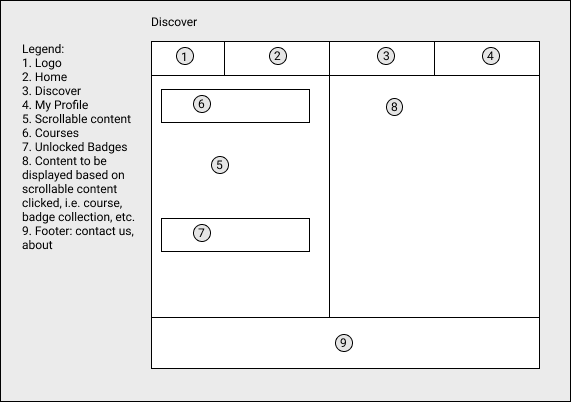 Discover
Legend:
1. Logo
2. Home
3. Discover
4. My Profile
5. Scrollable content
6. Courses
7. Unlocked Badges
8. Content to be
displayed based on
scrollable content
clicked, i.e. course,
badge collection, etc.
9. Footer: contact us,
about
1
2
3
4
6
8
5
7
9